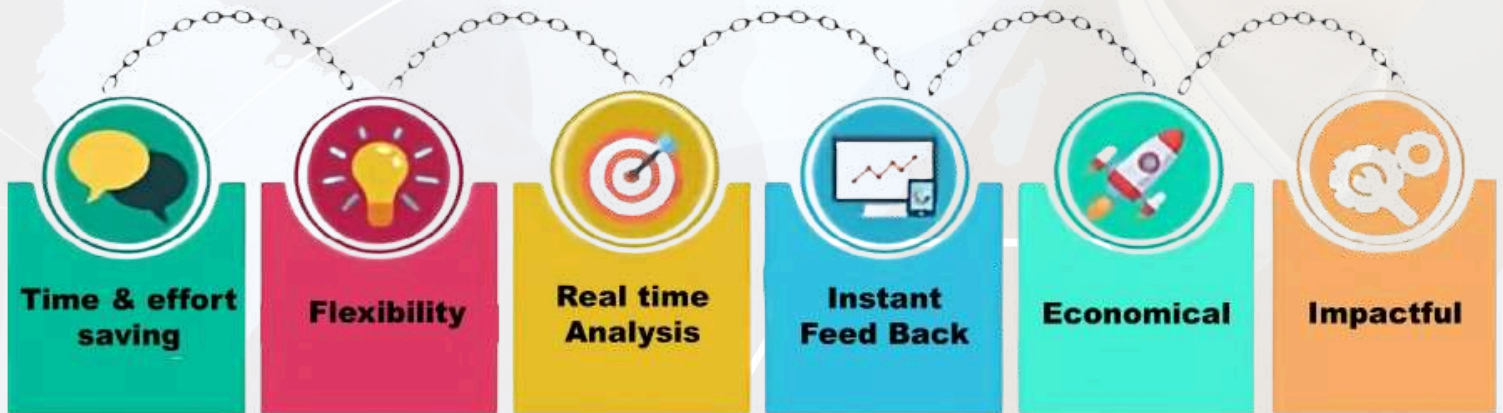 Time & effort
saving
Flexibility
Real time
Analysis
Instant
Feed Back
Economical
Impactful